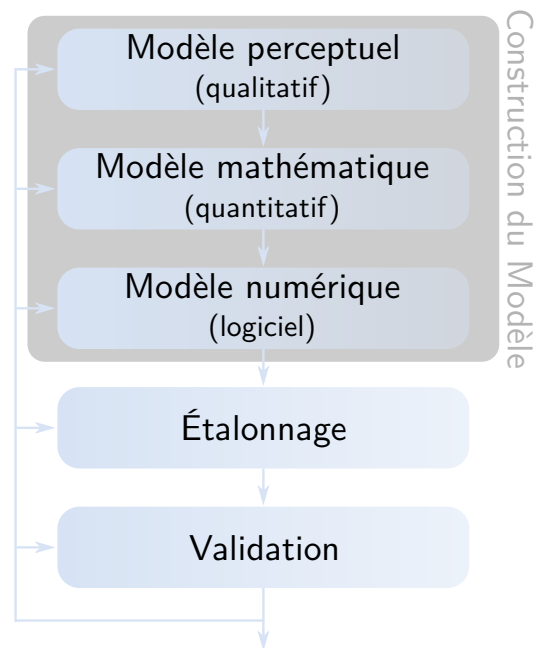 Modèle perceptuel
(qualitatif)
Modèle mathématique
(quantitatif)
Modèle numérique
(logiciel)
Construction du Modèle
Étalonnage
Validation